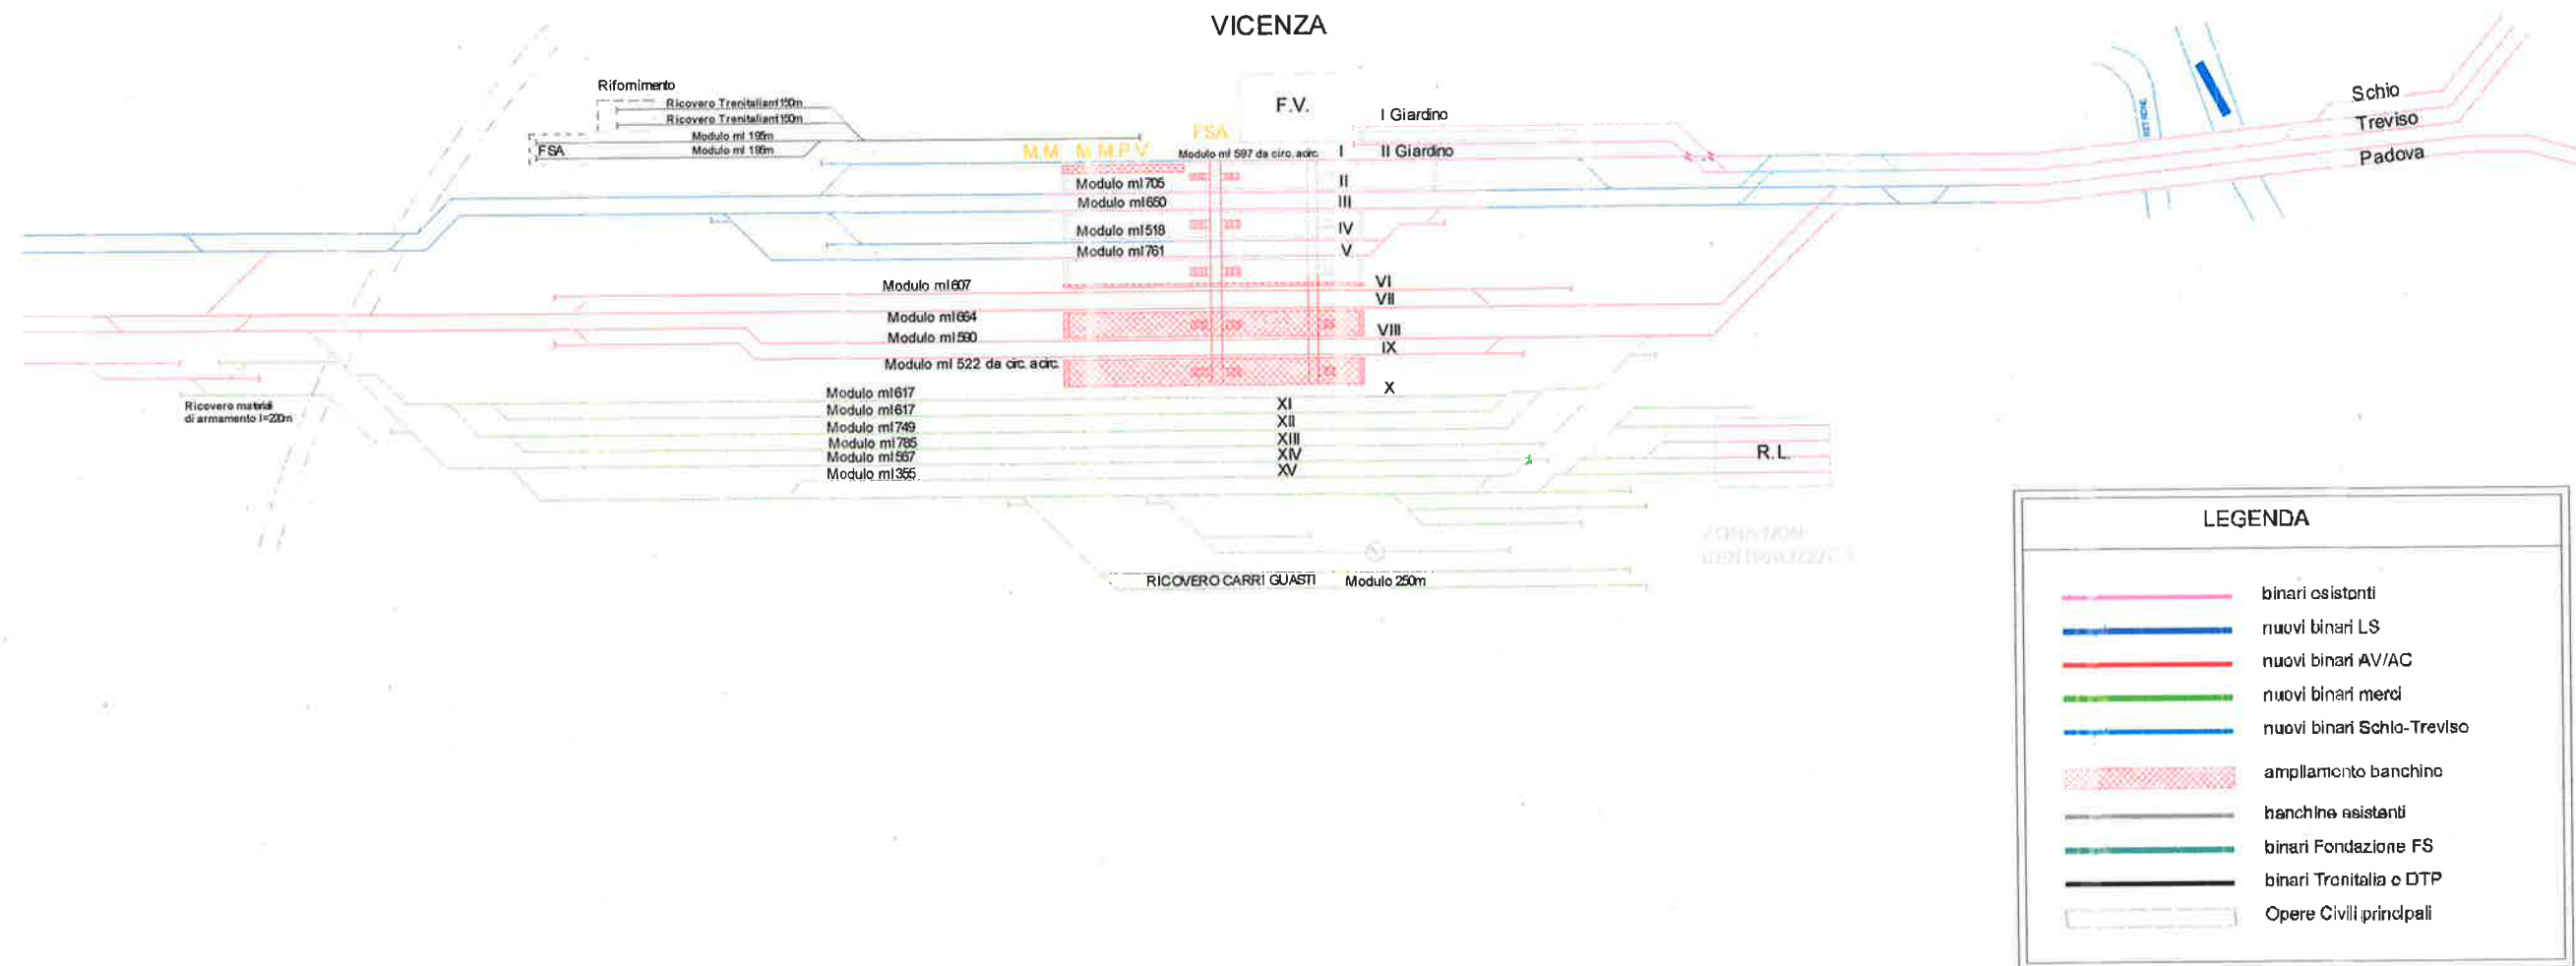 VICENZA
Rifornimento
Ricovero Trenitalia ml 150m
Ricovero Trenitalia ml 150m
Modulo ml 195m
FSA
Modulo ml 195m
M.M M M P V
FSA
F.V.
Modulo ml 597 da circ. acirc.
I
I Giardino
II Giardino
Modulo ml 705
II
Modulo ml 650
III
Modulo ml 518
IV
Modulo ml 761
V
Modulo ml 607
VI
VII
Modulo ml 664
VIII
Modulo ml 590
IX
Modulo ml 522 da circ. acirc.
X
Modulo ml 617
XI
Modulo ml 617
XII
Modulo ml 749
XIII
Modulo ml 785
XIV
Modulo ml 567
XV
Modulo ml 355
Ricovero materiali
di armamento l=220m
RICOVERO CARRI GUASTI Modulo 250m
R.L.
Schio
Treviso
Padova
LEGENDA
binari esistenti
nuovi binari LS
nuovi binari AV/AC
nuovi binari merci
nuovi binari Schio-Treviso
ampliamento banchine
banchine esistenti
binari Fondazione FS
binari Trenitalia e DTP
Opere Civili principali